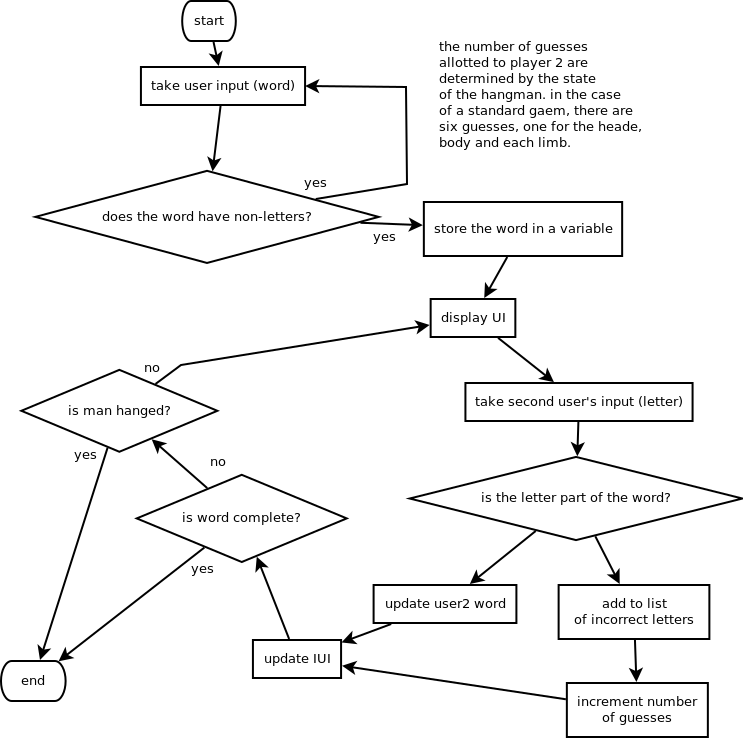 start
take user input (word)
the number of guesses
allotted to player 2 are
determined by the state
of the hangman. in the case
of a standard gaem, there are
six guesses, one for the heade,
body and each limb.
yes
does the word have non-letters?
yes
store the word in a variable
display UI
no
is man hanged?
take second user's input (letter)
yes
no
is the letter part of the word?
is word complete?
yes
update user2 word
add to list
of incorrect letters
update IUI
end
increment number
of guesses